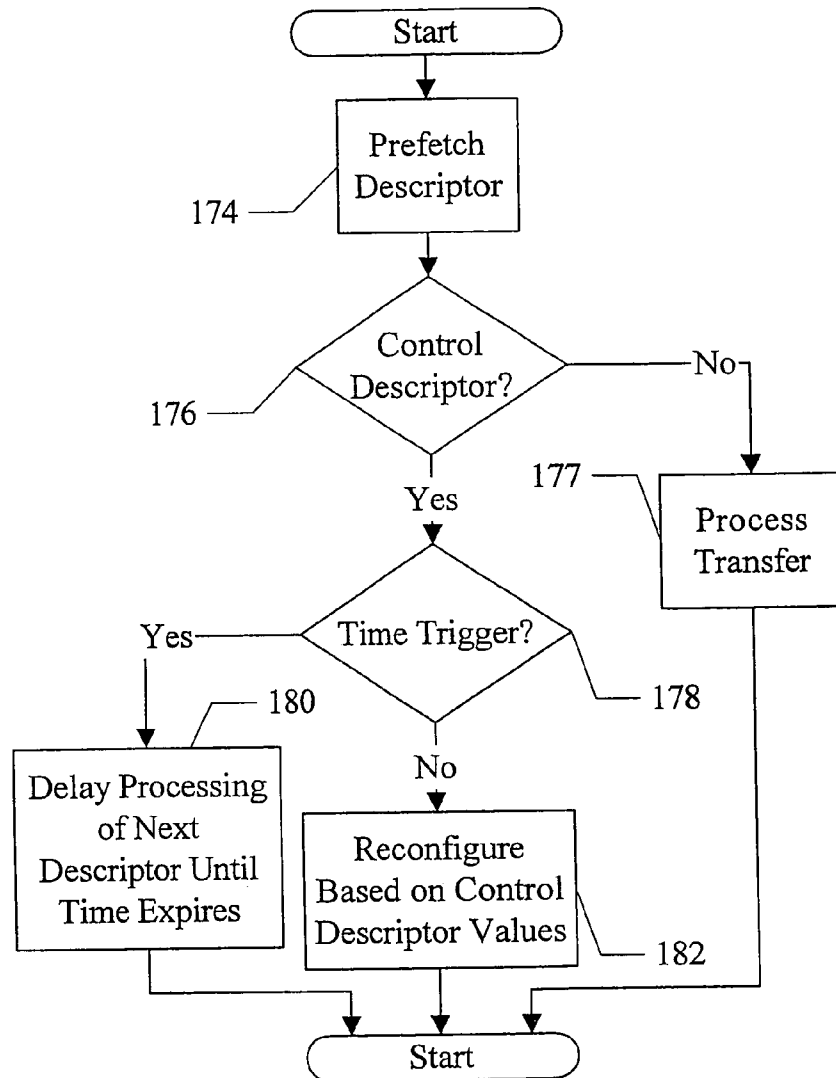 Start
Prefetch
Descriptor
174
Control
Descriptor?
176
No
Yes
177
Process
Transfer
Time Trigger?
Yes
178
180
No
Delay Processing
of Next
Descriptor Until
Time Expires
Reconfigure
Based on Control
Descriptor Values
182
Start